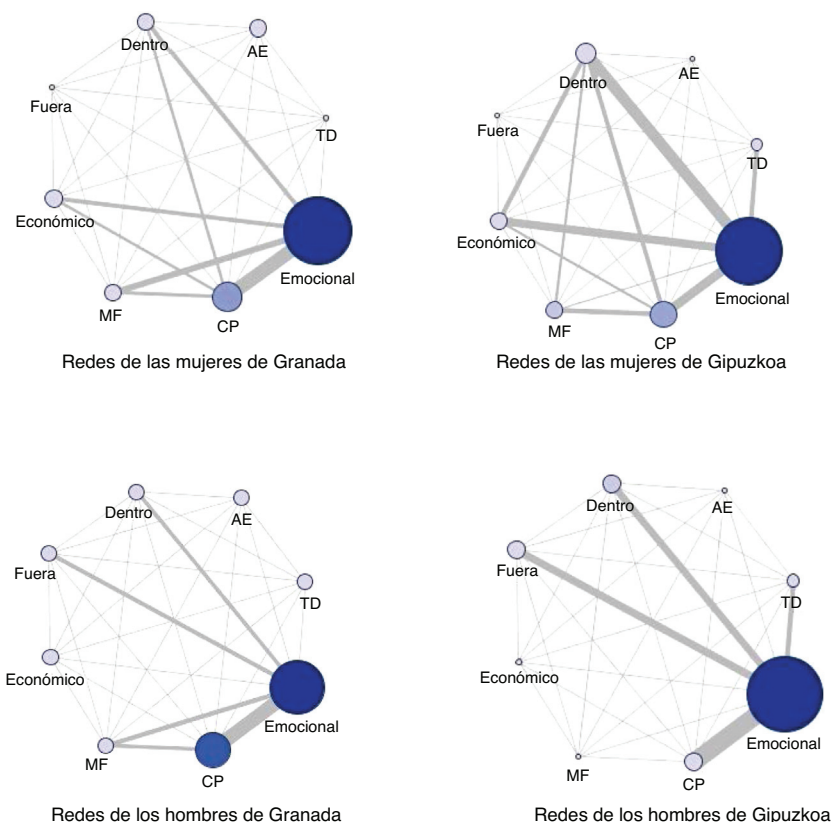 Dentro
AE
Fuera
TD
Económico
Emocional
MF
CP
Redes de las mujeres de Granada
Dentro
AE
Fuera
TD
Económico
Emocional
MF
CP
Redes de las mujeres de Gipuzkoa
Dentro
AE
Fuera
TD
Económico
Emocional
MF
CP
Redes de los hombres de Granada
Dentro
AE
Fuera
TD
Económico
Emocional
MF
CP
Redes de los hombres de Gipuzkoa